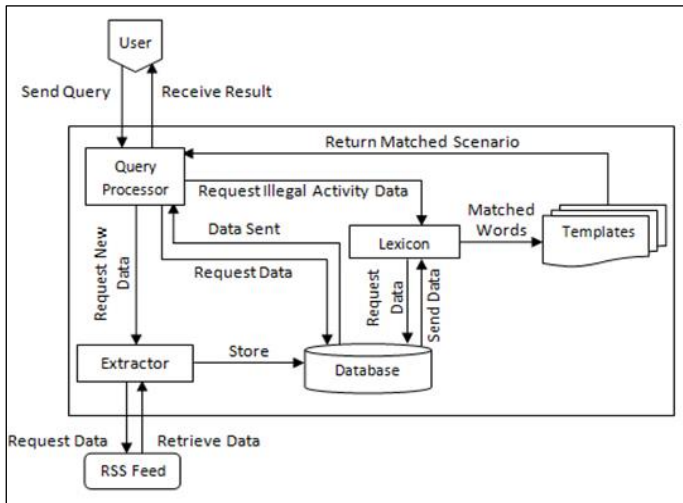 User
Send Query
Receive Result
Return Matched Scenario
Query
Processor
Request Illegal Activity Data
Matched
Words
Templates
Data Sent
Lexicon
Request New
Data
Request Data
Request
Data
Send Data
Extractor
Store
Database
Request Data
Retrieve Data
RSS Feed